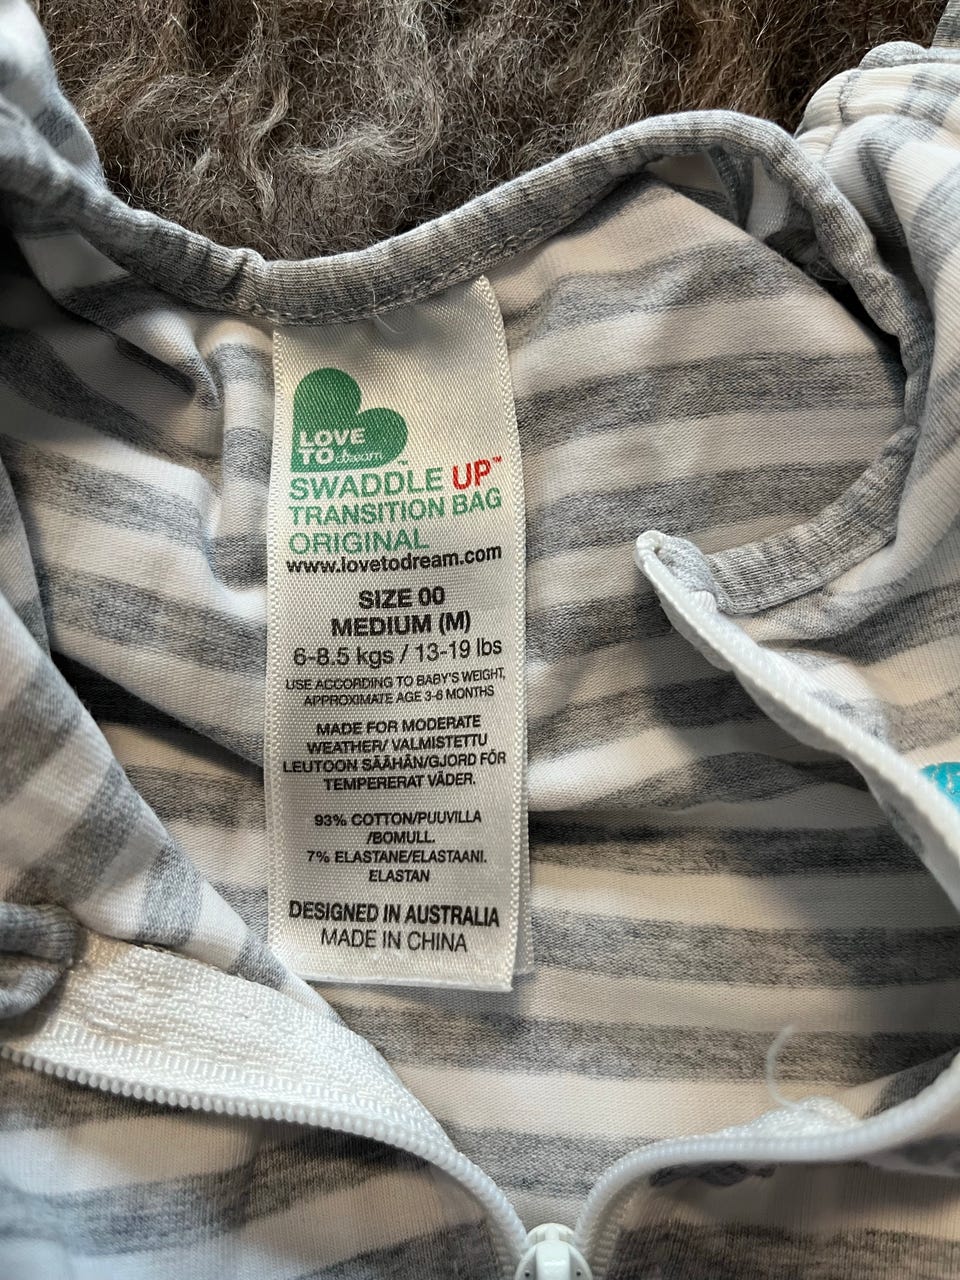 LOVE
TO dream™
SWADDLE UP™
TRANSITION BAG
ORIGINAL
www.lovetodream.com
SIZE 00
MEDIUM (M)
6-8.5 kgs / 13-19 lbs
USE ACCORDING TO BABY'S WEIGHT,
APPROXIMATE AGE 3-6 MONTHS
MADE FOR MODERATE
WEATHER/ VALMISTETTU
LEUTOON SÄÄHÄN/GJORD FÖR
TEMPERERAT VÄDER.
93% COTTON/PUUVILLA
/BOMULL.
7% ELASTANE/ELASTAANI.
ELASTAN
DESIGNED IN AUSTRALIA
MADE IN CHINA